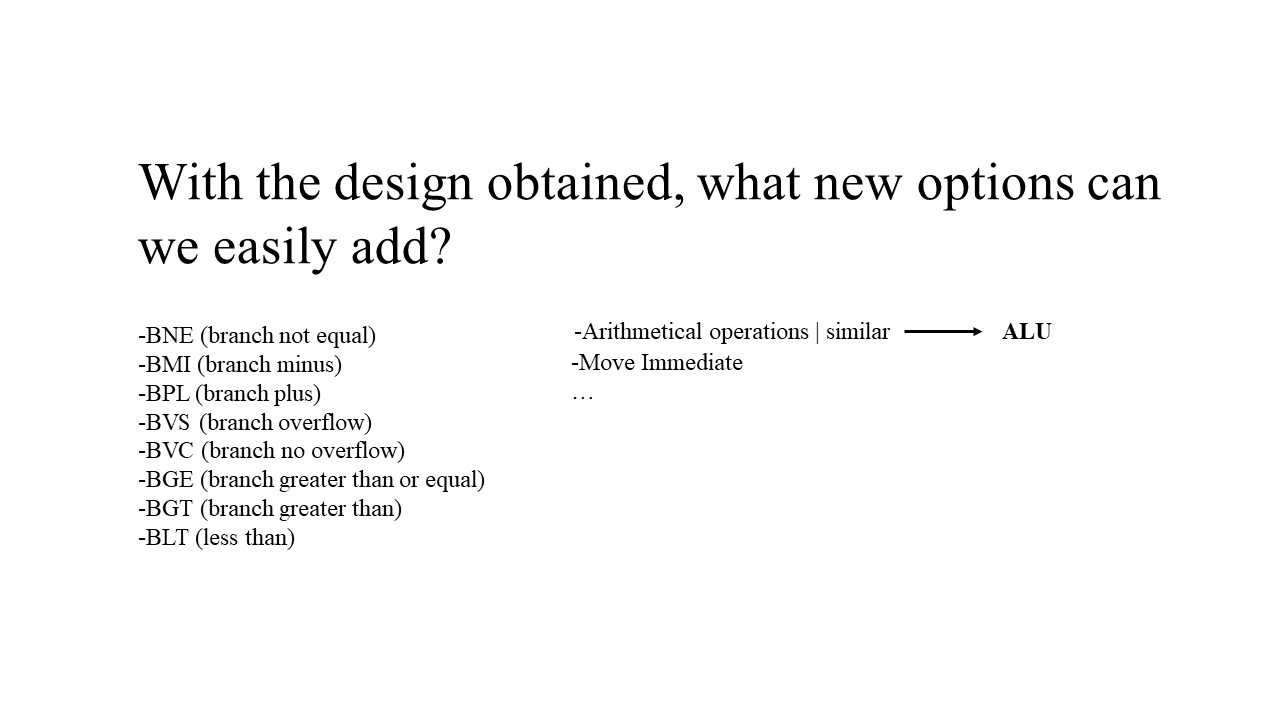 With the design obtained, what new options can
we easily add?
-BNE (branch not equal)
-BMI (branch minus)
-BPL (branch plus)
-BVS (branch overflow)
-BVC (branch no overflow)
-BGE (branch greater than or equal)
-BGT (branch greater than)
-BLT (less than)
-Arithmetical operations | similar
ALU
-Move Immediate
…